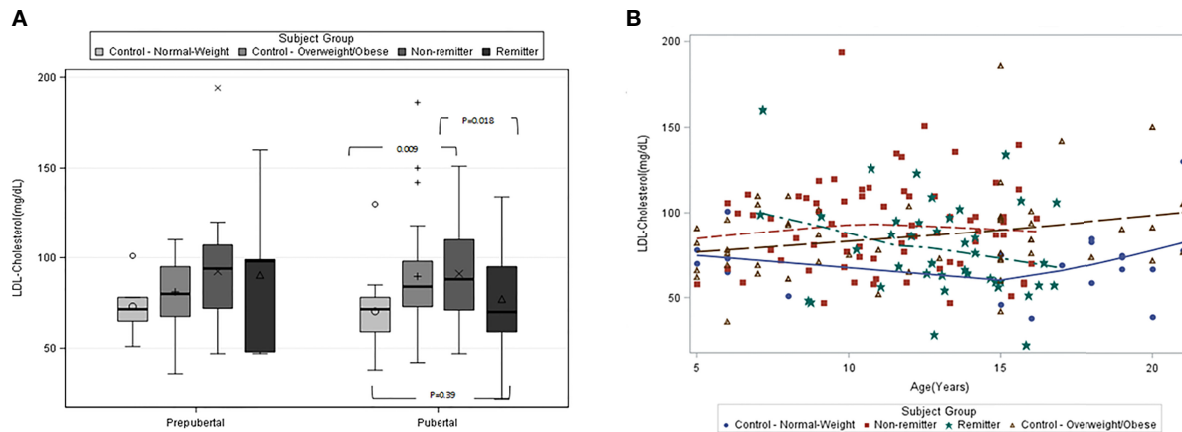 A
Subject Group
Control - Normal-Weight Control - Overweight/Obese Non-remitter Remitter
LDL-Cholesterol(mg/dL)
200
150
100
50
P=0.018
0.009
P=0.39
Prepubertal Pubertal
B
LDL-Cholesterol(mg/dL)
200
150
100
50
5 10 15 20
Age(Years)
Subject Group
Control - Normal-Weight Non-remitter Remitter Control - Overweight/Obese